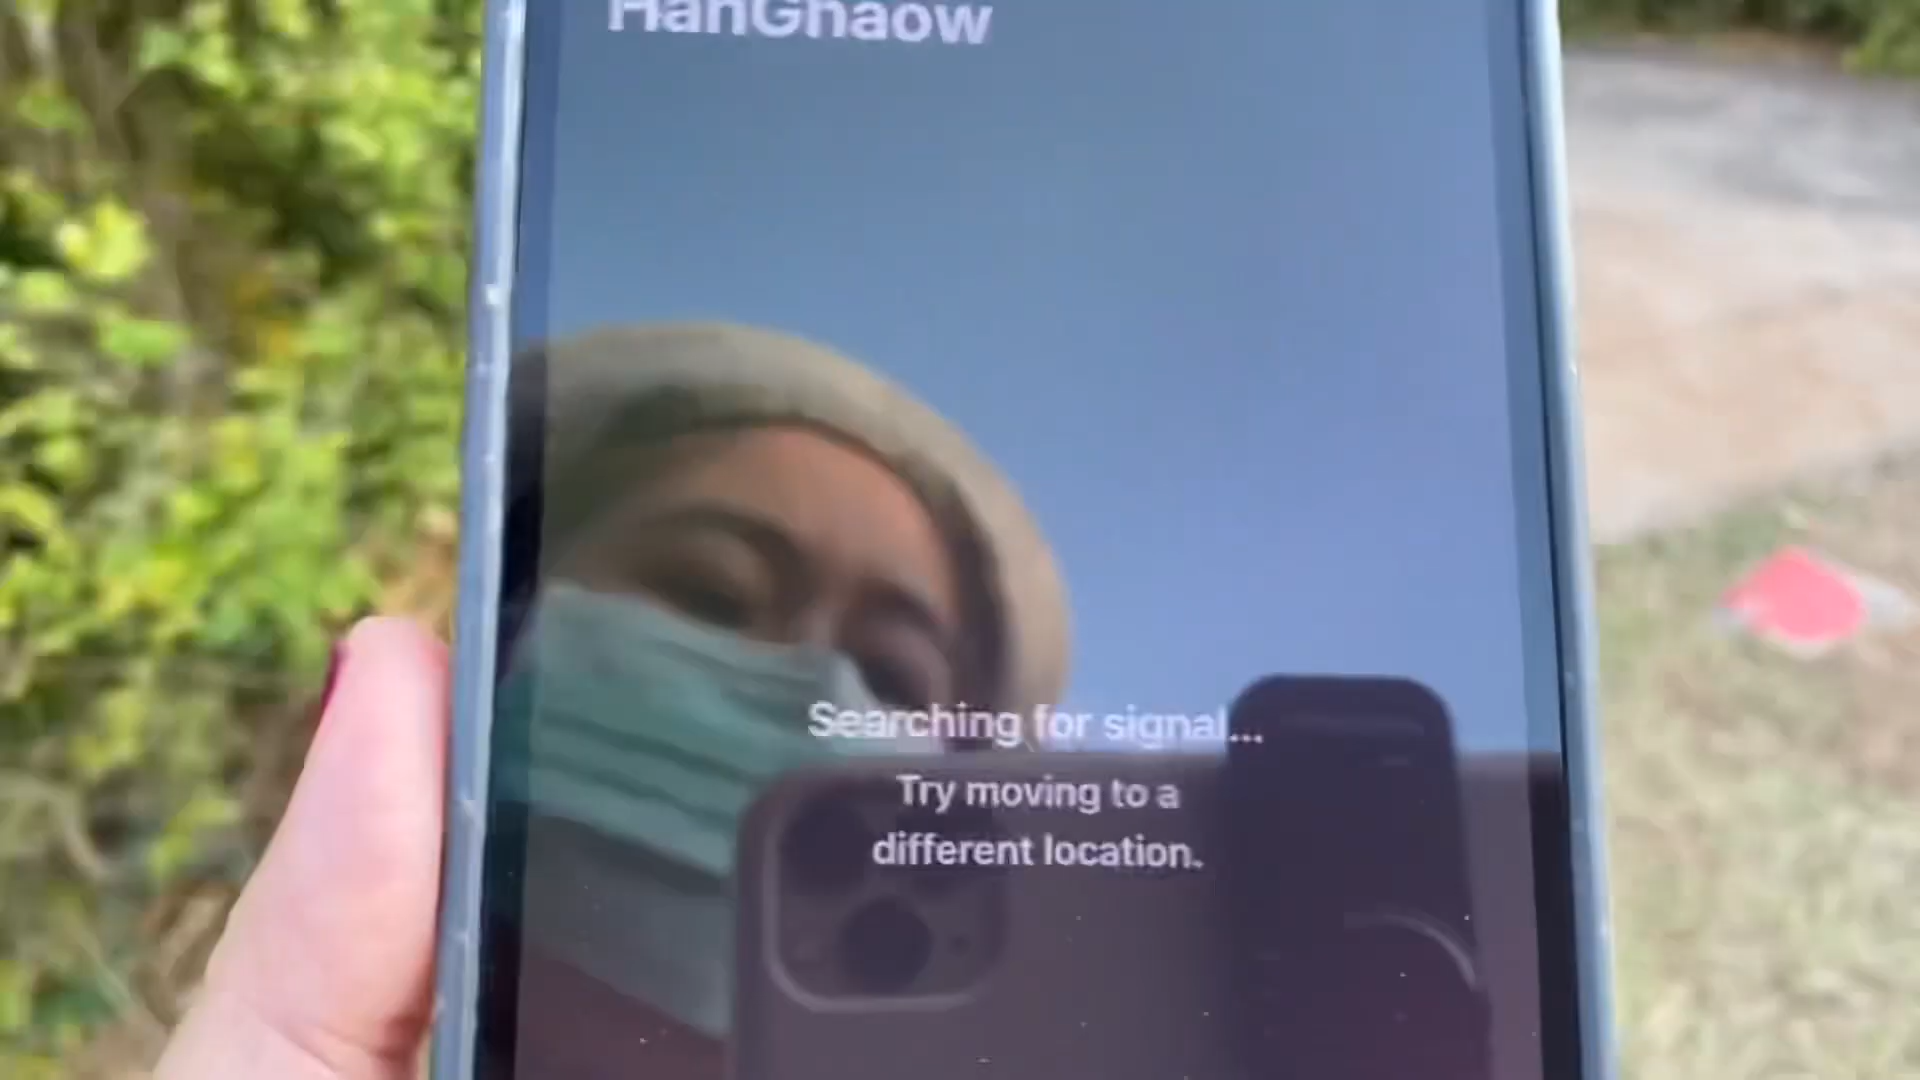 HanGhaow
Searching for signal...
Try moving to a
different location.